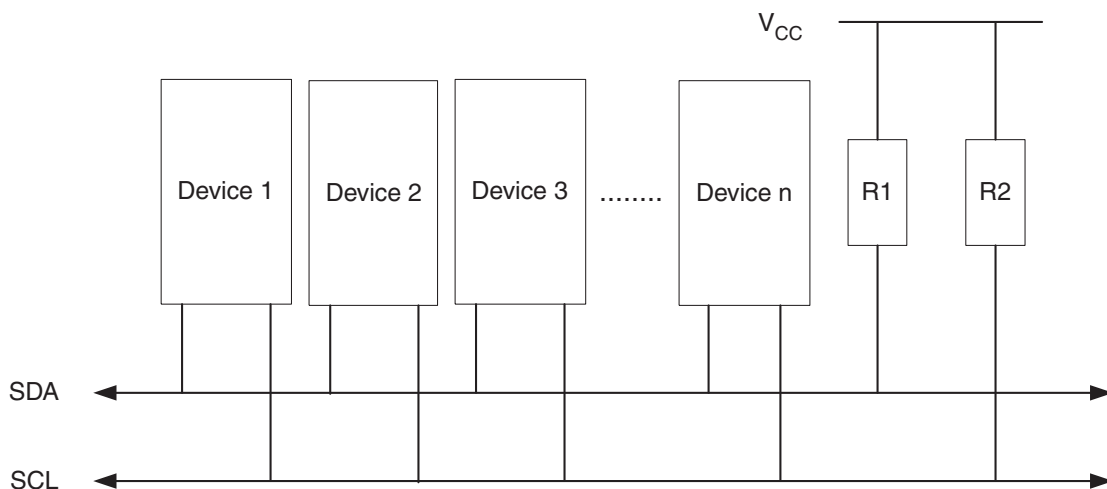 VCC
Device 1
Device 2
Device 3
........
Device n
R1
R2
SDA
SCL